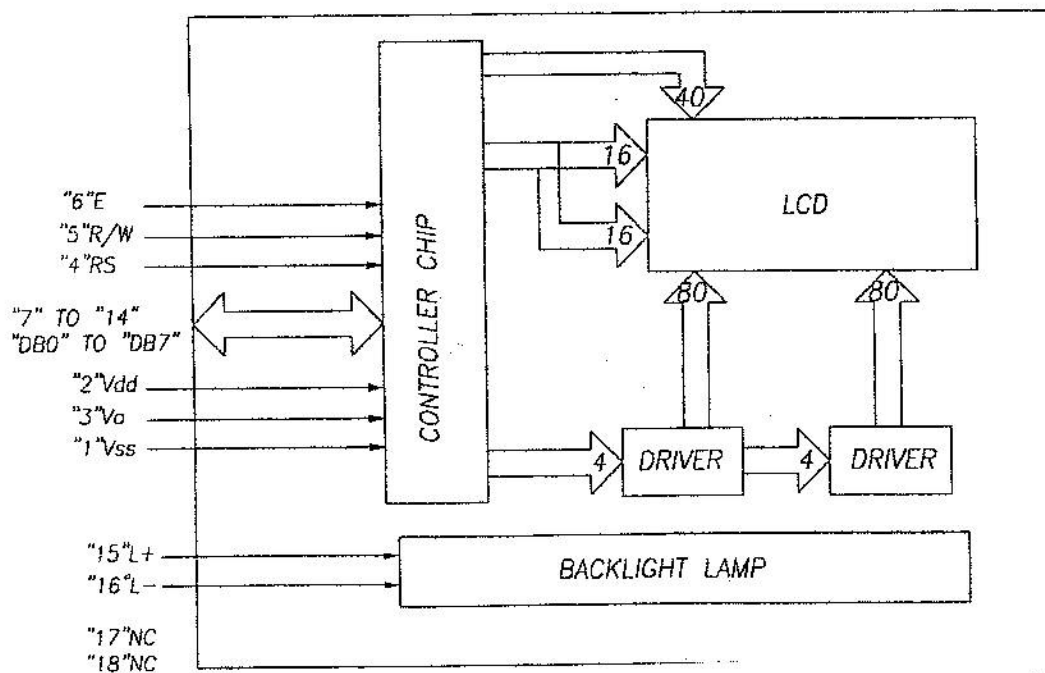 40
16
16
LCD
"6"E
"5"R/W
"4"RS
"7" TO "14"
"DB0" TO "DB7"
"2"Vdd
"3"Vo
"1"Vss
CONTROLLER CHIP
80
80
4
DRIVER
4
DRIVER
"15"L+
"16"L-
BACKLIGHT LAMP
"17"NC
"18"NC